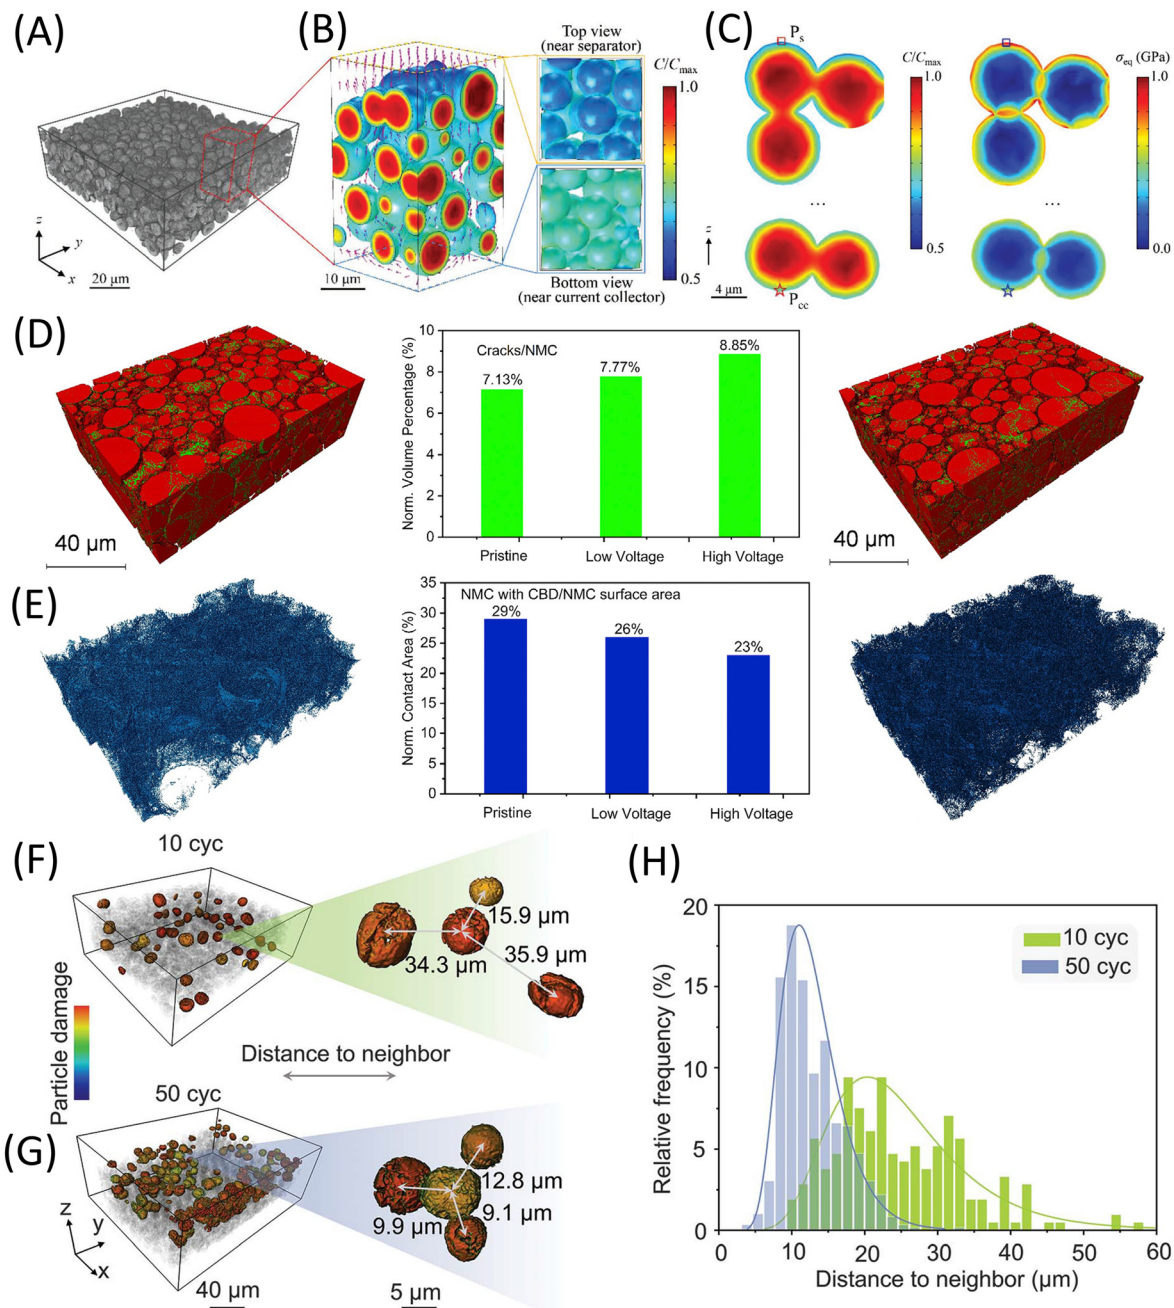 (A)
z
y
x
20 μm
(B)
Top view
(near separator)
C/Cmax
1.0
0.5
10 μm
Bottom view
(near current collector)
(C)
Ps
C/Cmax
1.0
0.5
σeq (GPa)
1.0
0.0
...
...
z
4 μm
Pcc
(D)
40 μm
Norm. Volume Percentage (%)
10
8
6
4
2
0
Cracks/NMC
7.13%
7.77%
8.85%
Pristine
Low Voltage
High Voltage
40 μm
(E)
Norm. Contact Area (%)
35
30
25
20
15
10
5
0
NMC with CBD/NMC surface area
29%
26%
23%
Pristine
Low Voltage
High Voltage
(F)
10 cyc
15.9 μm
34.3 μm
35.9 μm
Particle damage
Distance to neighbor
(G)
50 cyc
12.8 μm
9.9 μm
9.1 μm
z
y
x
40 μm
5 μm
(H)
Relative frequency (%)
20
15
10
5
0
10 cyc
50 cyc
0
10
20
30
40
50
60
Distance to neighbor (μm)